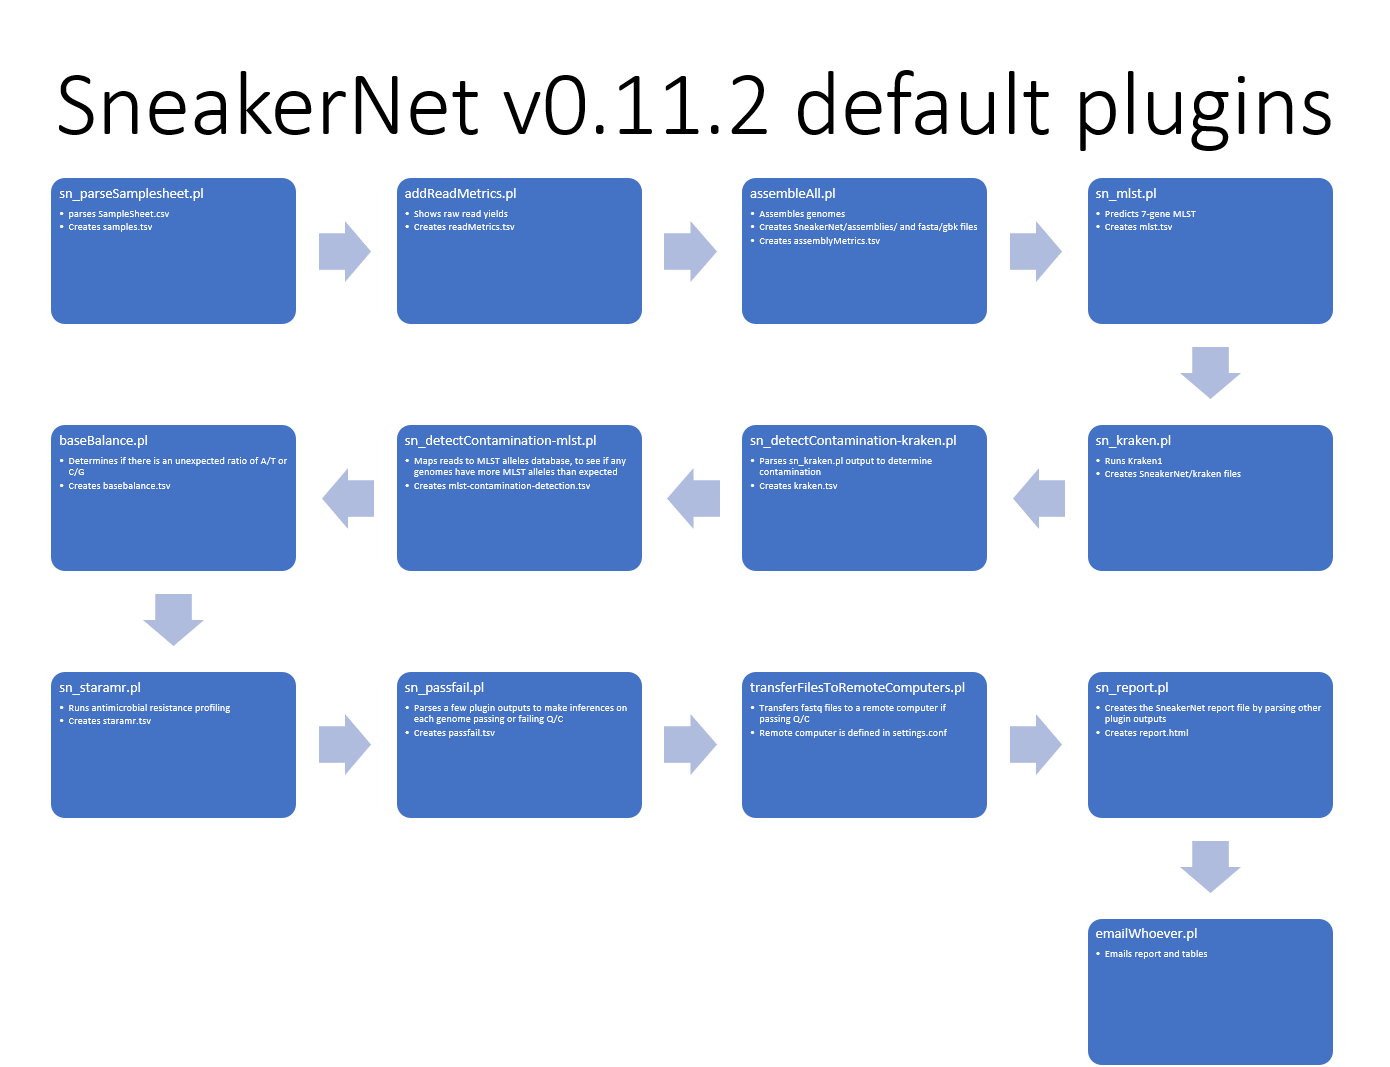 SneakerNet v0.11.2 default plugins
sn_parseSamplesheet.pl
• parses SampleSheet.csv
• Creates samples.tsv
addReadMetrics.pl
• Shows raw read yields
• Creates readMetrics.tsv
assembleAll.pl
• Assembles genomes
• Creates SneakerNet/assemblies/ and fasta/gbk files
• Creates assemblyMetrics.tsv
sn_mlst.pl
• Predicts 7-gene MLST
• Creates mlst.tsv
sn_kraken.pl
• Runs Kraken1
• Creates SneakerNet/kraken files
sn_detectContamination-kraken.pl
• Parses sn_kraken.pl output to determine
contamination
• Creates kraken.tsv
sn_detectContamination-mlst.pl
• Maps reads to MLST alleles database, to see if any
genomes have more MLST alleles than expected
• Creates mlst-contamination-detection.tsv
baseBalance.pl
• Determines if there is an unexpected ratio of A/T or
C/G
• Creates basebalance.tsv
sn_staramr.pl
• Runs antimicrobial resistance profiling
• Creates staramr.tsv
sn_passfail.pl
• Parses a few plugin outputs to make inferences on
each genome passing or failing Q/C
• Creates passfail.tsv
transferFilesToRemoteComputers.pl
• Transfers fastq files to a remote computer if
passing Q/C
• Remote computer is defined in settings.conf
sn_report.pl
• Creates the SneakerNet report file by parsing other
plugin outputs
• Creates report.html
emailWhoever.pl
• Emails report and tables